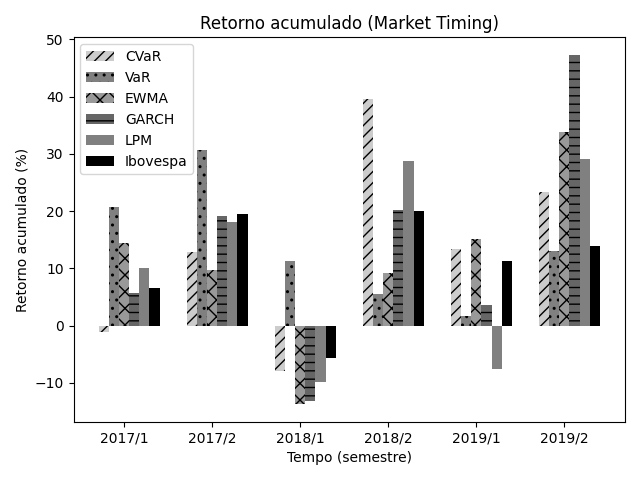 Retorno acumulado (Market Timing)
CVaR
VaR
EWMA
GARCH
LPM
Ibovespa
Retorno acumulado (%)
50
40
30
20
10
0
−10
2017/1 2017/2 2018/1 2018/2 2019/1 2019/2
Tempo (semestre)